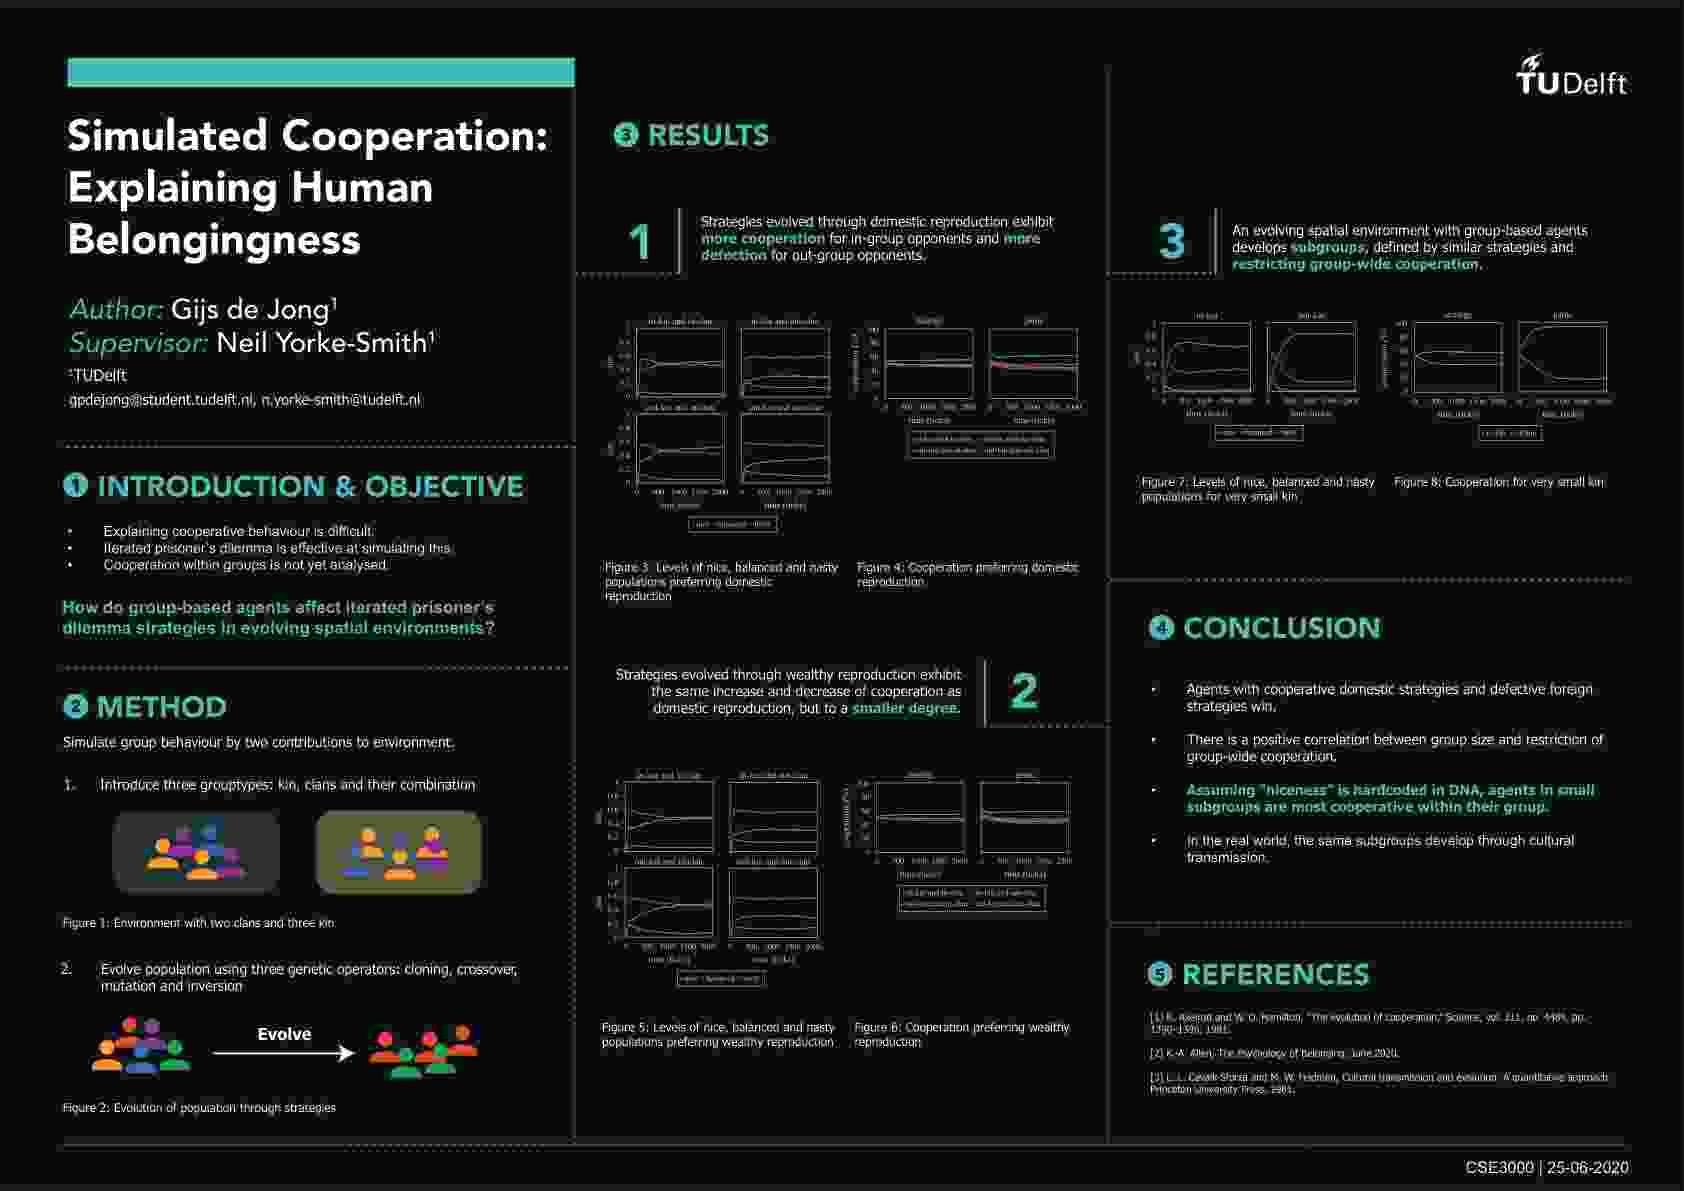 TUDelft
Simulated Cooperation:
Explaining Human
Belongingness
Author: Gijs de Jong¹
Supervisor: Neil Yorke-Smith¹
¹TUDelft
gpdejong@student.tudelft.nl, n.yorke-smith@tudelft.nl
1 INTRODUCTION & OBJECTIVE
• Explaining cooperative behaviour is difficult.
• Iterated prisoner's dilemma is effective at simulating this.
• Cooperation within groups is not yet analysed.
How do group-based agents affect iterated prisoner's
dilemma strategies in evolving spatial environments?
2 METHOD
Simulate group behaviour by two contributions to environment.
1. Introduce three grouptypes: kin, clans and their combination
Figure 1: Environment with two clans and three kin
2. Evolve population using three genetic operators: cloning, crossover,
mutation and inversion
Evolve
Figure 2: Evolution of population through strategies
3 RESULTS
1
Strategies evolved through domestic reproduction exhibit
more cooperation for in-group opponents and more
defection for out-group opponents.
Figure 3: Levels of nice, balanced and nasty
populations preferring domestic
reproduction
Figure 4: Cooperation preferring domestic
reproduction
Strategies evolved through wealthy reproduction exhibit
the same increase and decrease of cooperation as
domestic reproduction, but to a smaller degree.
2
Figure 5: Levels of nice, balanced and nasty
populations preferring wealthy reproduction
Figure 6: Cooperation preferring wealthy
reproduction
3
An evolving spatial environment with group-based agents
develops subgroups, defined by similar strategies and
restricting group-wide cooperation.
Figure 7: Levels of nice, balanced and nasty
populations for very small kin
Figure 8: Cooperation for very small kin
4 CONCLUSION
• Agents with cooperative domestic strategies and defective foreign
strategies win.
• There is a positive correlation between group size and restriction of
group-wide cooperation.
• Assuming "niceness" is hardcoded in DNA, agents in small
subgroups are most cooperative within their group.
• In the real world, the same subgroups develop through cultural
transmission.
5 REFERENCES
[1] R. Axelrod and W. D. Hamilton, "The evolution of cooperation," Science, vol. 211, no. 4489, pp.
1390-1396, 1981.
[2] K.-A. Allen, The Psychology of Belonging. June 2020.
[3] L. L. Cavalli-Sforza and M. W. Feldman, Cultural transmission and evolution: A quantitative approach.
Princeton University Press, 1981.
CSE3000 | 25-06-2020